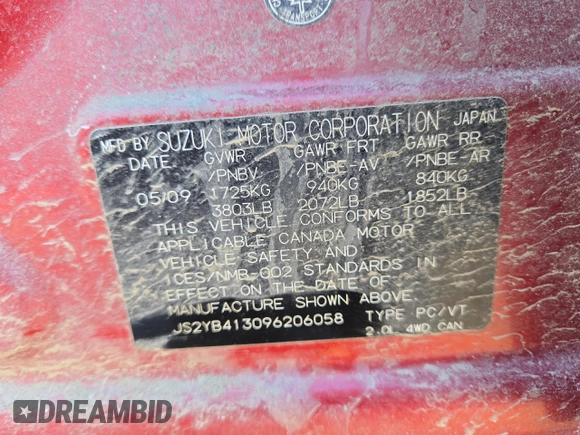 TRANSPORT
MFD BY SUZUKI MOTOR CORPORATION JAPAN
DATE GVWR GAWR FRT GAWR RR
/PNBV /PNBE-AV /PNBE-AR
05/09 1725KG 940KG 840KG
3803LB 2072LB 1852LB
THIS VEHICLE CONFORMS TO ALL
APPLICABLE CANADA MOTOR
VEHICLE SAFETY AND
ICES/NMB-002 STANDARDS IN
EFFECT ON THE DATE OF
MANUFACTURE SHOWN ABOVE.
JS2YB413096206058 TYPE PC/VT
2.0L 4WD CAN
DREAMBID